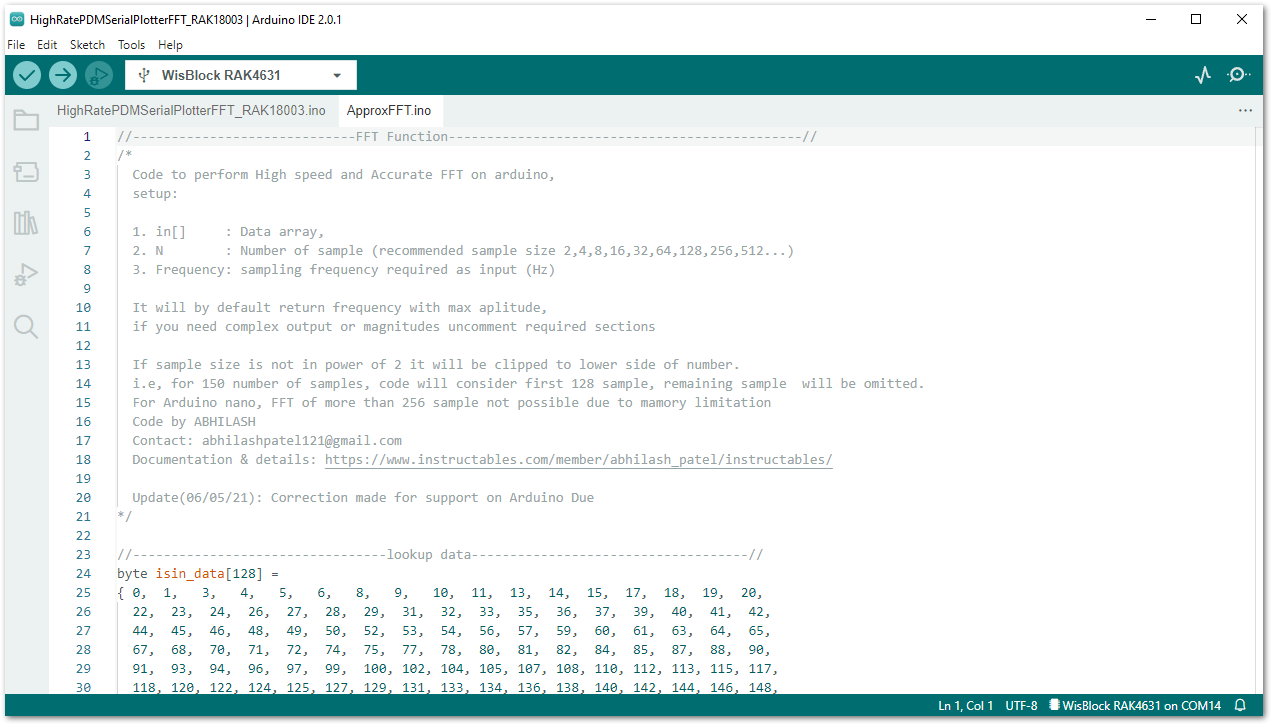 HighRatePDMSerialPlotterFFT_RAK18003 | Arduino IDE 2.0.1
File Edit Sketch Tools Help
WisBlock RAK4631
HighRatePDMSerialPlotterFFT_RAK18003.ino ApproxFFT.ino ...
1 //-----------------------------FFT Function----------------------------------------------//
2 /*
3 Code to perform High speed and Accurate FFT on arduino,
4 setup:
5
6 1. in[]     : Data array,
7 2. N        : Number of sample (recommended sample size 2,4,8,16,32,64,128,256,512...)
8 3. Frequency: sampling frequency required as input (Hz)
9
10 It will by default return frequency with max aplitude,
11 if you need complex output or magnitudes uncomment required sections
12
13 If sample size is not in power of 2 it will be clipped to lower side of number.
14 i.e, for 150 number of samples, code will consider first 128 sample, remaining sample  will be omitted.
15 For Arduino nano, FFT of more than 256 sample not possible due to mamory limitation
16 Code by ABHILASH
17 Contact: abhilashpatel121@gmail.com
18 Documentation & details: https://www.instructables.com/member/abhilash_patel/instructables/
19
20 Update(06/05/21): Correction made for support on Arduino Due
21 */
22
23 //---------------------------------lookup data------------------------------------//
24 byte isin_data[128] =
25 { 0,  1,   3,   4,   5,   6,   8,   9,   10,  11,  13,  14,  15,  17,  18,  19,  20,
26 22,  23,  24,  26,  27,  28,  29,  31,  32,  33,  35,  36,  37,  39,  40,  41,  42,
27 44,  45,  46,  48,  49,  50,  52,  53,  54,  56,  57,  59,  60,  61,  63,  64,  65,
28 67,  68,  70,  71,  72,  74,  75,  77,  78,  80,  81,  82,  84,  85,  87,  88,  90,
29 91,  93,  94,  96,  97,  99,  100, 102, 104, 105, 107, 108, 110, 112, 113, 115, 117,
30 118, 120, 122, 124, 125, 127, 129, 131, 133, 134, 136, 138, 140, 142, 144, 146, 148,
Ln 1, Col 1 UTF-8 WisBlock RAK4631 on COM14